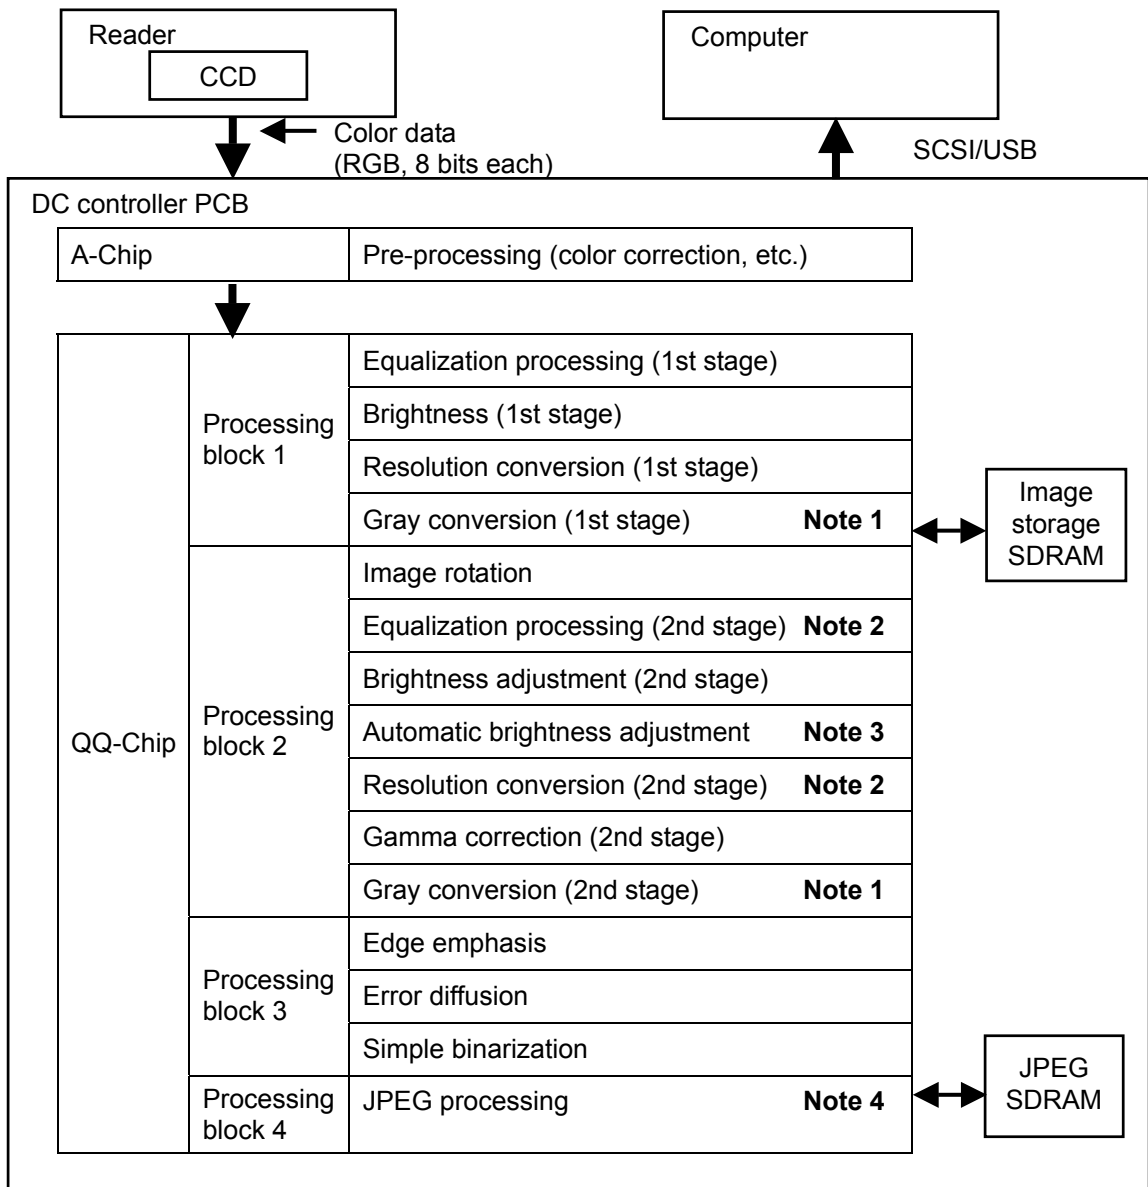 Reader
CCD
Computer
Color data
(RGB, 8 bits each)
SCSI/USB
DC controller PCB
A-Chip
Pre-processing (color correction, etc.)
QQ-Chip
Processing
block 1
Equalization processing (1st stage)
Brightness (1st stage)
Resolution conversion (1st stage)
Gray conversion (1st stage) Note 1
Image
storage
SDRAM
Processing
block 2
Image rotation
Equalization processing (2nd stage) Note 2
Brightness adjustment (2nd stage)
Automatic brightness adjustment Note 3
Resolution conversion (2nd stage) Note 2
Gamma correction (2nd stage)
Gray conversion (2nd stage) Note 1
Processing
block 3
Edge emphasis
Error diffusion
Simple binarization
Processing
block 4
JPEG processing Note 4
JPEG
SDRAM